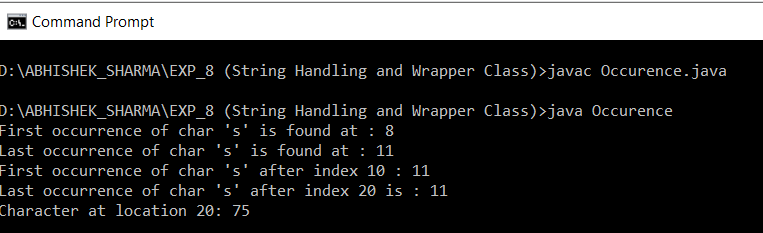 Command Prompt
D:\ABHISHEK_SHARMA\EXP_8 (String Handling and Wrapper Class)>javac Occurence.java
D:\ABHISHEK_SHARMA\EXP_8 (String Handling and Wrapper Class)>java Occurence
First occurrence of char 's' is found at : 8
Last occurrence of char 's' is found at : 11
First occurrence of char 's' after index 10 : 11
Last occurrence of char 's' after index 20 is : 11
Character at location 20: 75